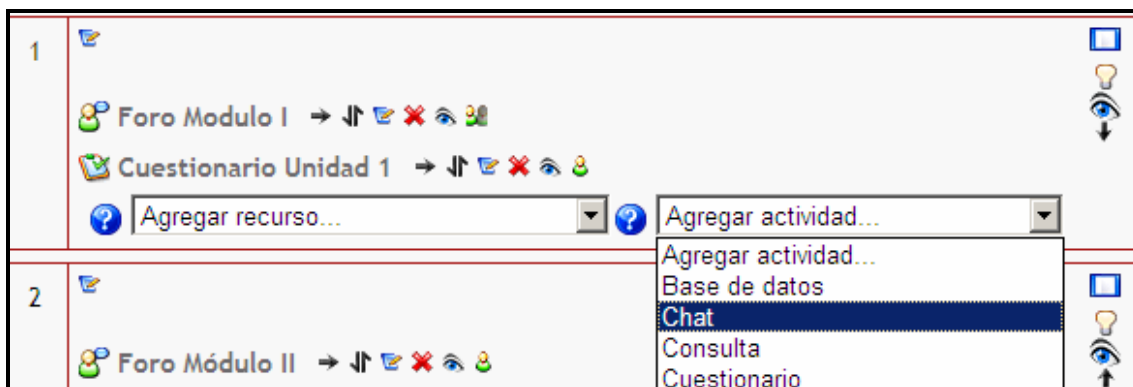 1
Foro Modulo I
Cuestionario Unidad 1
Agregar recurso... Agregar actividad...
Agregar actividad...
Base de datos
2
Chat
Consulta
Foro Módulo II
Cuestionario